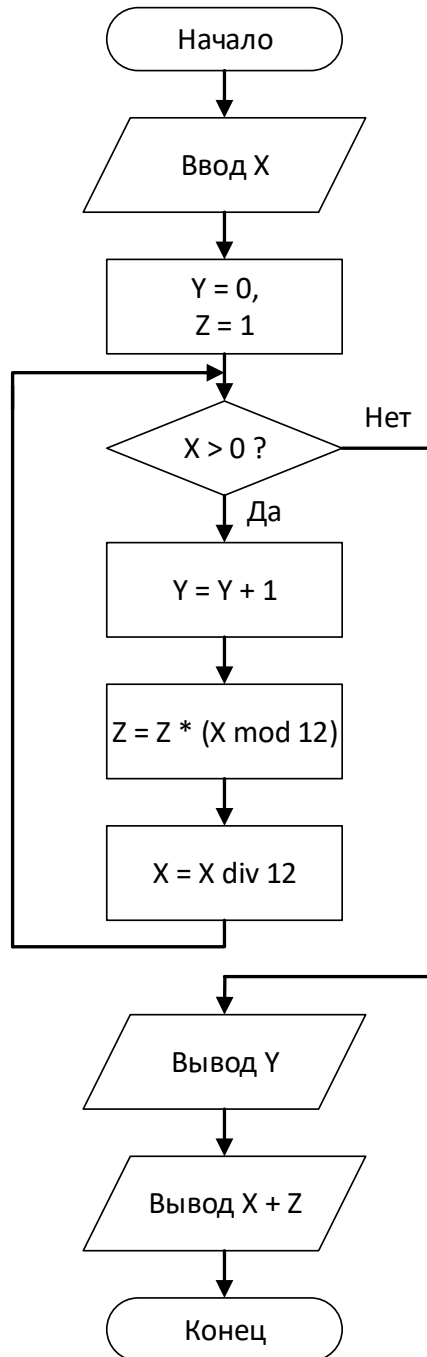 Начало
Ввод X
Y = 0,
Z = 1
X > 0 ?
Нет
Да
Y = Y + 1
Z = Z * (X mod 12)
X = X div 12
Вывод Y
Вывод X + Z
Конец